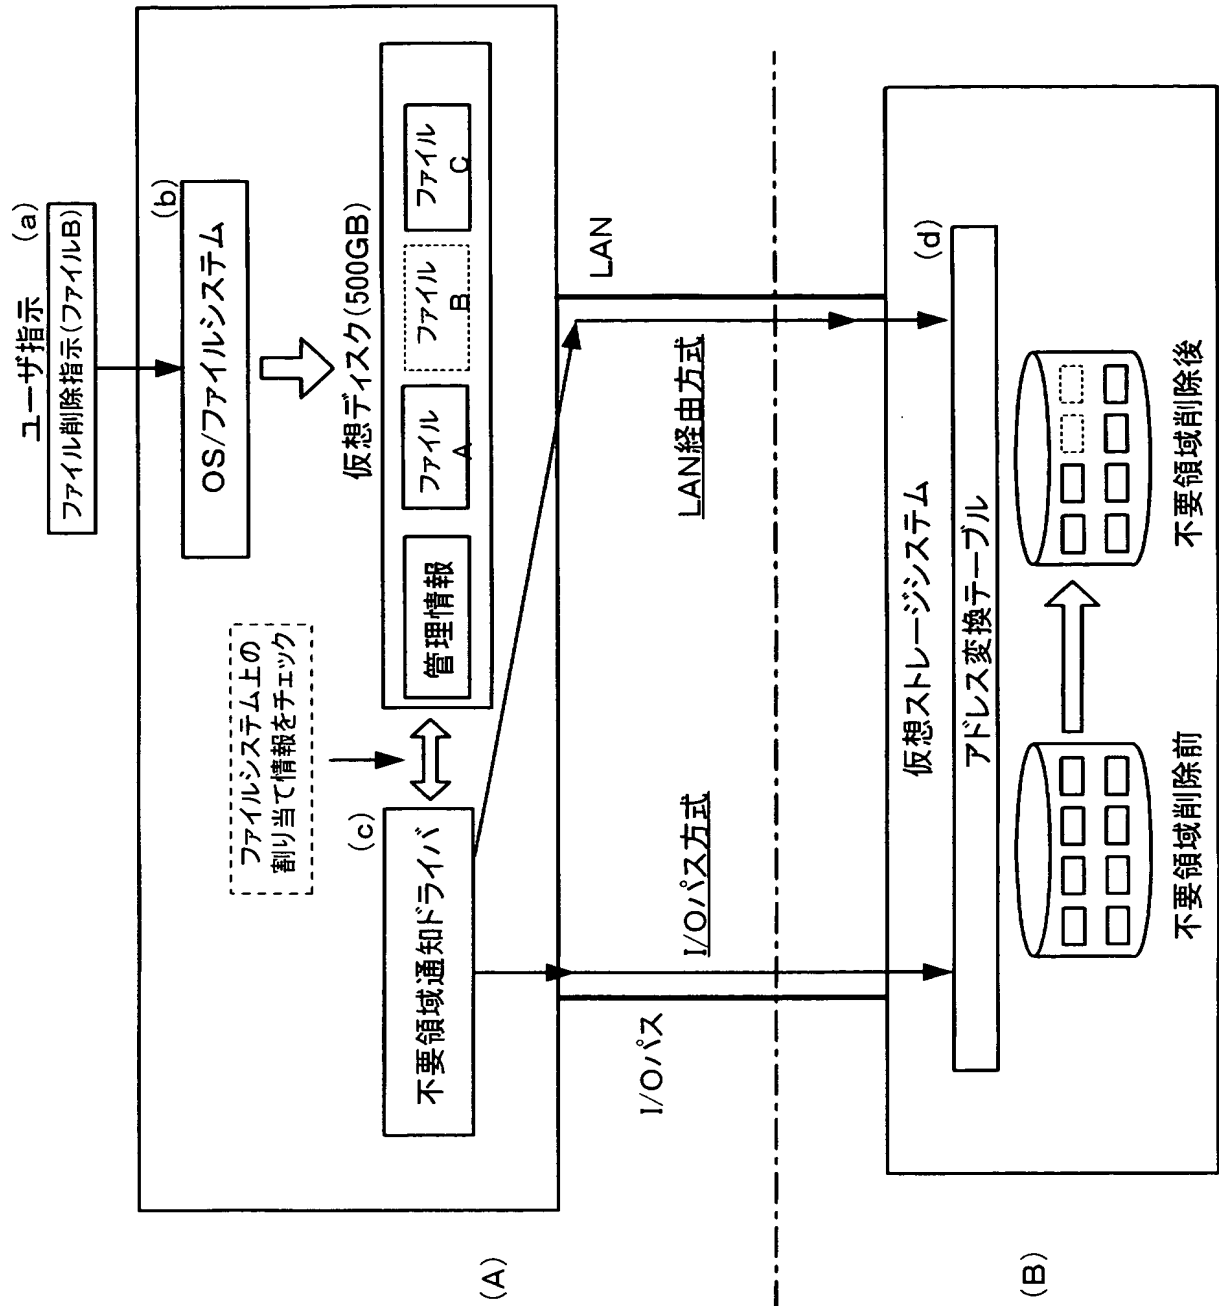 ユーザ指示
(a)
ファイル削除指示(ファイルB)
(b)
OS/ファイルシステム
ファイルシステム上の
割り当て情報をチェック
(c)
不要領域通知ドライバ
仮想ディスク(500GB)
管理情報
ファイル
A
ファイル
B
ファイル
C
(A)
I/Oパス
I/Oパス方式
LAN経由方式
LAN
(B)
仮想ストレージシステム
(d)
アドレス変換テーブル
不要領域削除前
不要領域削除後